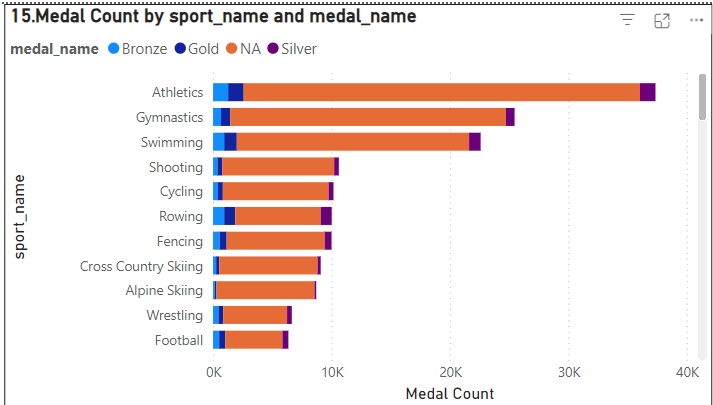 15.Medal Count by sport_name and medal_name
medal_name Bronze Gold NA Silver
sport_name
Athletics
Gymnastics
Swimming
Shooting
Cycling
Rowing
Fencing
Cross Country Skiing
Alpine Skiing
Wrestling
Football
0K 10K 20K 30K 40K
Medal Count